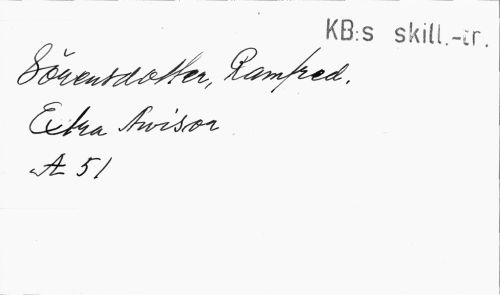 KB:s skill.-tr.
Sörensdotter, Ramfred.
Extra Avisor
A 51